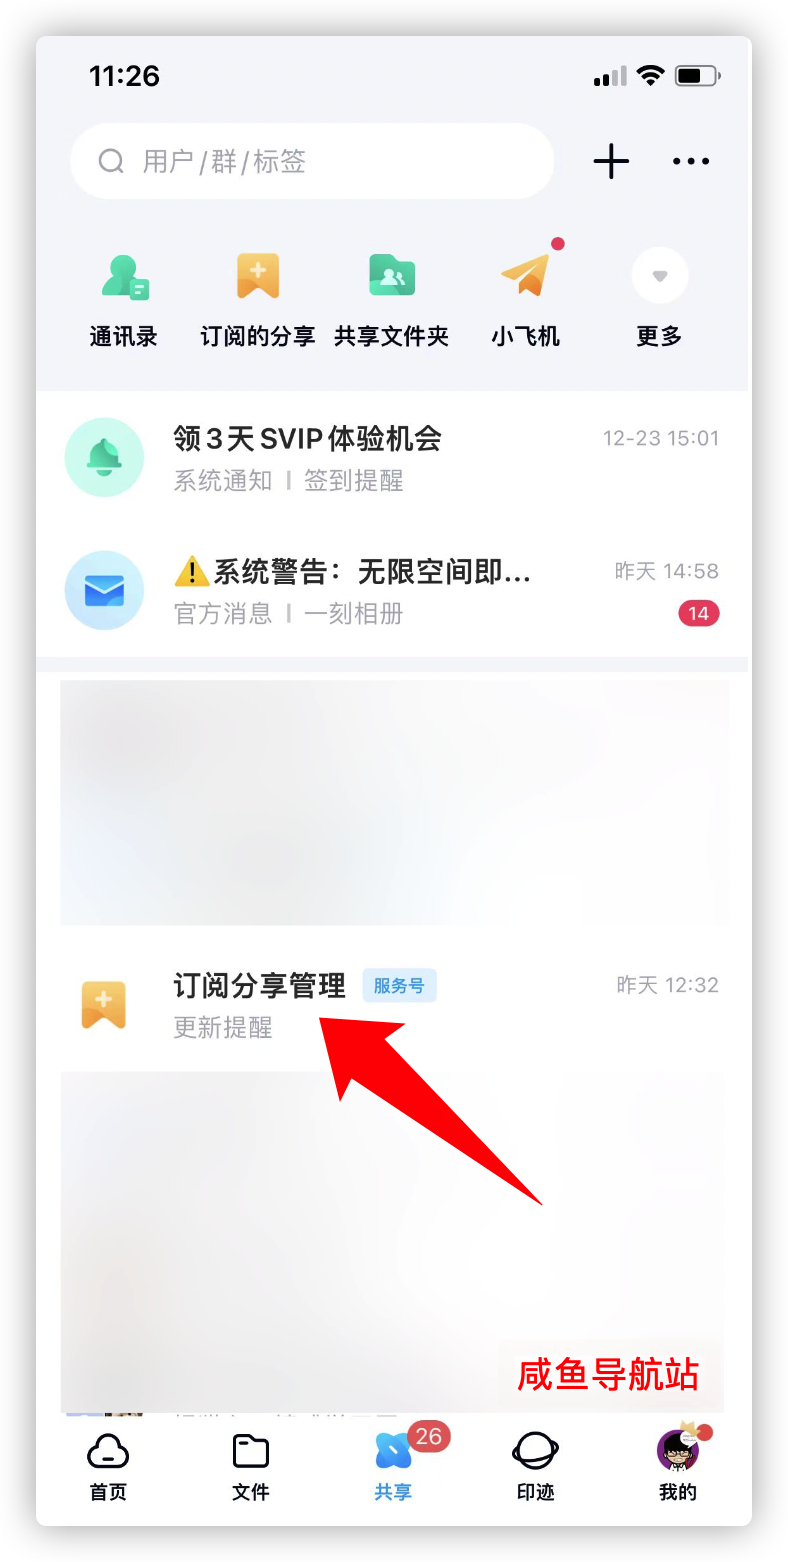 11:26
用户/群/标签
通讯录 订阅的分享 共享文件夹 小飞机 更多
领3天SVIP体验机会 12-23 15:01
系统通知 | 签到提醒
⚠️系统警告：无限空间即... 昨天 14:58
官方消息 | 一刻相册 14
订阅分享管理 服务号 昨天 12:32
更新提醒
咸鱼导航站
26
首页 文件 共享 印迹 我的